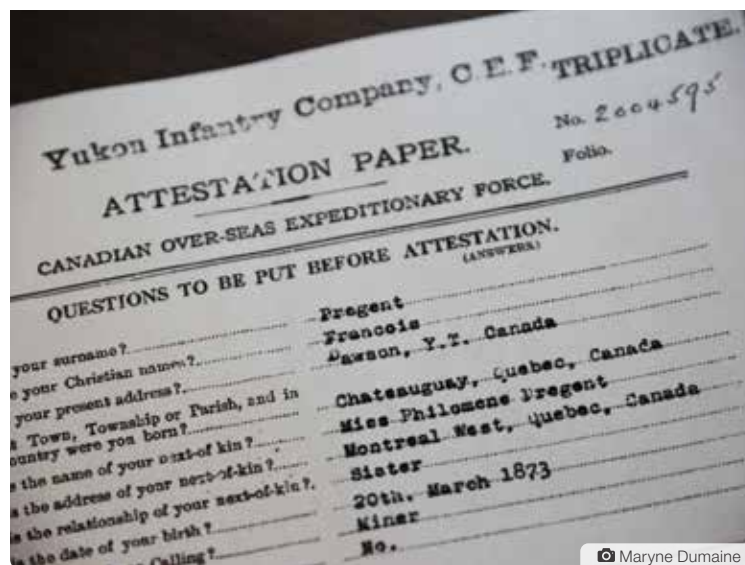 Yukon Infantry Company, C.E.F. TRIPLICATE.
No. 2004595
ATTESTATION PAPER.
Folio.
CANADIAN OVER-SEAS EXPEDITIONARY FORCE.
QUESTIONS TO BE PUT BEFORE ATTESTATION.
(ANSWERS)
your surname? Pregent
your Christian names? Francois
your present address? Dawson, Y.T. Canada
Town, Township or Parish, and in
country were you born? Chateauguay, Quebec, Canada
the name of your next-of kin? Miss Philomene Pregent
the address of your next-of-kin? Montreal West, Quebec, Canada
the relationship of your next-of-kin? Sister
the date of your birth? 20th. March 1873
Calling? Miner
No.
Maryne Dumaine